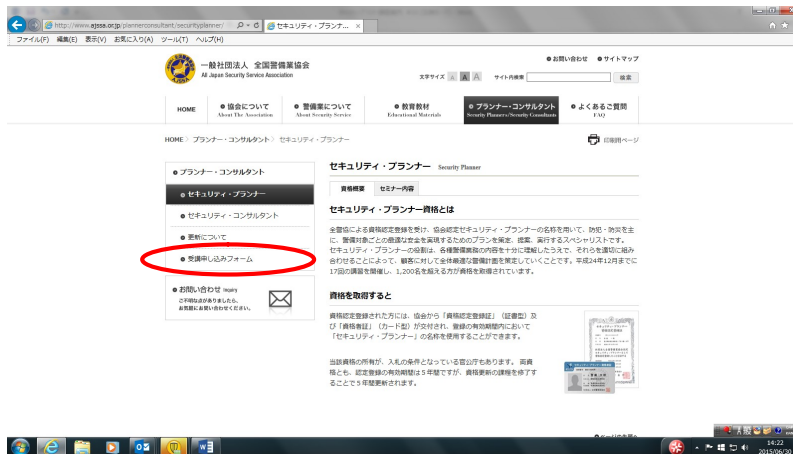 http://www.ajssa.or.jp/plannerconsultant/securityplanner/
セキュリティ・プランナ... ×
ファイル(F) 編集(E) 表示(V) お気に入り(A) ツール(T) ヘルプ(H)
一般社団法人 全国警備業協会
All Japan Security Service Association
お問い合わせ サイトマップ
文字サイズ A A A サイト内検索 検索
HOME 協会について 警備業について 教育教材 プランナー・コンサルタント よくあるご質問
About The Association About Security Service Educational Materials Security Planners/Security Consultants FAQ
HOME > プランナー・コンサルタント > セキュリティ・プランナー
印刷用ページ
プランナー・コンサルタント
セキュリティ・プランナー
セキュリティ・コンサルタント
更新について
受講申し込みフォーム
お問い合わせ Inquiry
ご不明な点がありましたら、
お気軽にお問い合わせください。
セキュリティ・プランナー Security Planner
資格概要 セミナー内容
セキュリティ・プランナー資格とは
全警協による資格認定登録を受け、協会認定セキュリティ・プランナーの名称を用いて、防犯・防災を主
に、警備対象ごとの最適な安全を実現するためのプランを策定、提案、実行するスペシャリストです。
セキュリティ・プランナーの役割は、各種警備業務の内容を十分に理解したうえで、それらを適切に組み
合わせることによって、顧客に対して全体最適な警備計画を策定していくことです。平成24年12月までに
17回の講習を開催し、1,200名を超える方が資格を取得されています。
資格を取得すると
資格認定登録された方には、協会から「資格認定登録証」（証書型）及
び「資格者証」（カード型）が交付され、登録の有効期間内において
「セキュリティ・プランナー」の名称を使用することができます。
当該資格の所有が、入札の条件となっている官公庁もあります。 両資
格とも、認定登録の有効期間は５年間ですが、資格更新の課程を修了す
ることで５年間更新されます。
14:22
2015/06/30